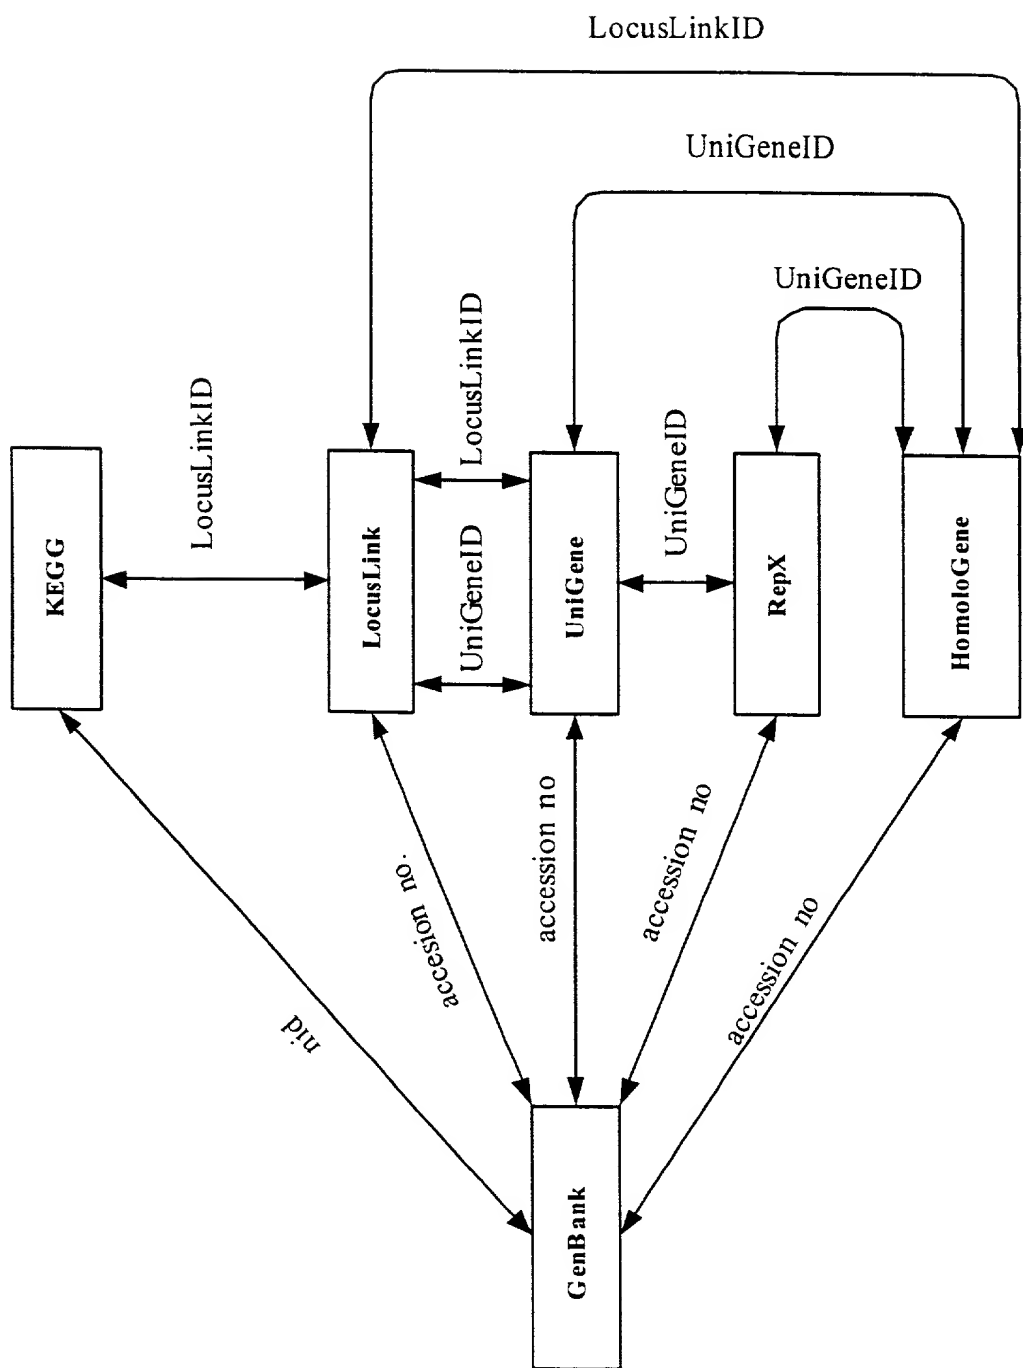 LocusLinkID
UniGeneID
UniGeneID
LocusLinkID
LocusLinkID
UniGeneID
UniGeneID
KEGG
LocusLink
UniGene
RepX
HomoloGene
nid
accesion no.
accession no
accession no
accession no
GenBank